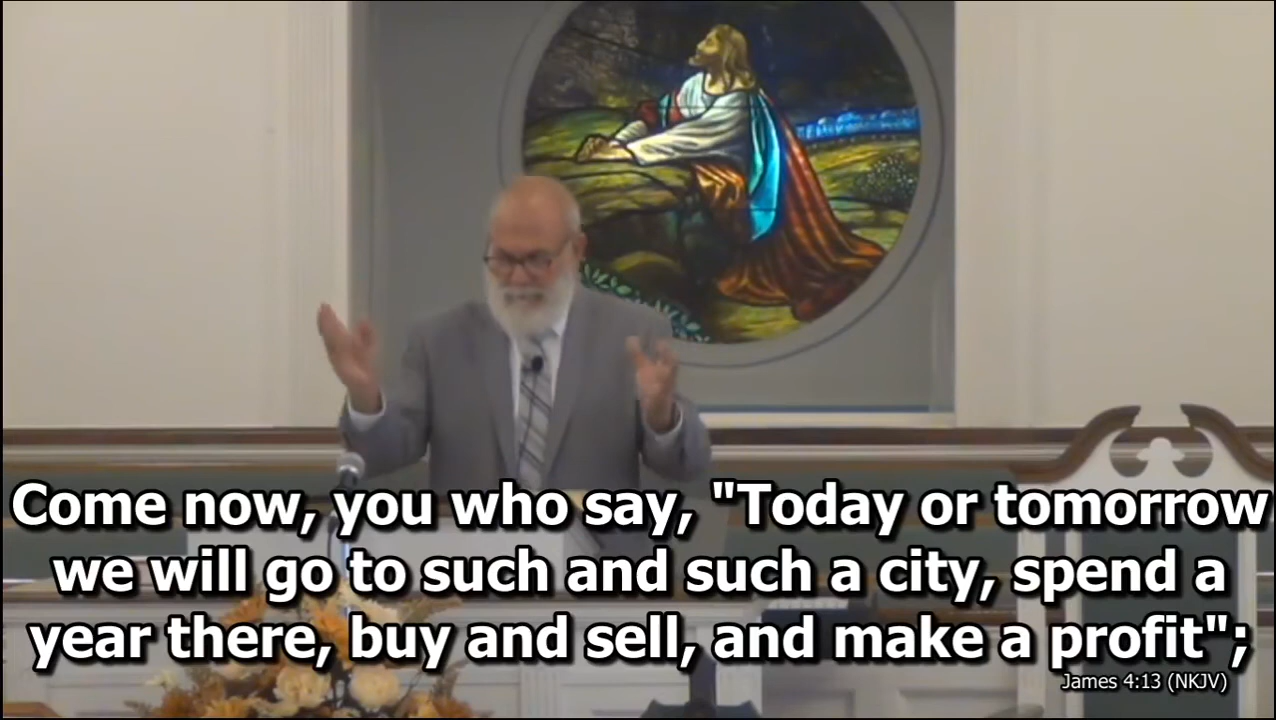 Come now, you who say, "Today or tomorrow
we will go to such and such a city, spend a
year there, buy and sell, and make a profit";
James 4:13 (NKJV)